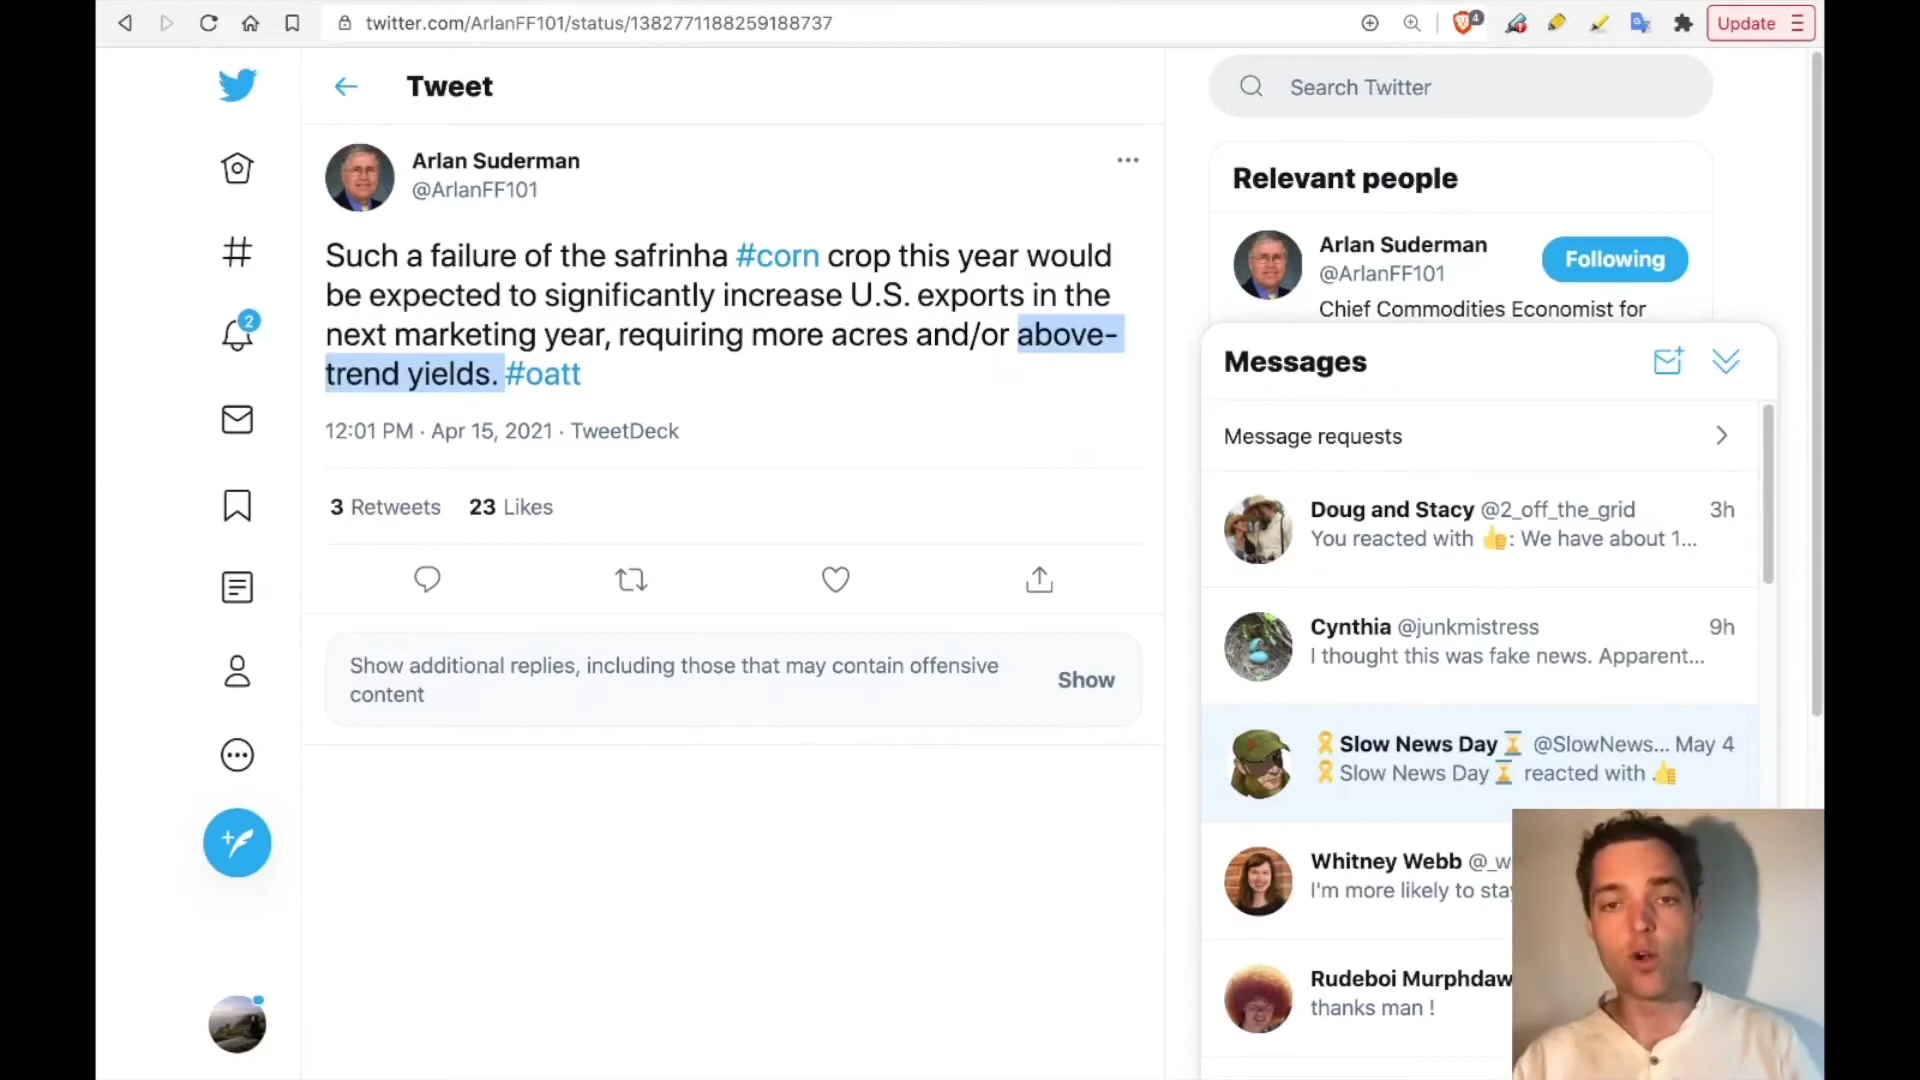 twitter.com/ArlanFF101/status/1382771188259188737
4
Update
Tweet
Search Twitter
Arlan Suderman
@ArlanFF101
Such a failure of the safrinha #corn crop this year would
be expected to significantly increase U.S. exports in the
next marketing year, requiring more acres and/or above-
trend yields. #oatt
12:01 PM · Apr 15, 2021 · TweetDeck
3 Retweets 23 Likes
Show additional replies, including those that may contain offensive
content
Show
2
Relevant people
Arlan Suderman
@ArlanFF101
Following
Chief Commodities Economist for
Messages
Message requests
Doug and Stacy @2_off_the_grid 3h
You reacted with 👍: We have about 1...
Cynthia @junkmistress 9h
I thought this was fake news. Apparent...
🎗Slow News Day⏳ @SlowNews... May 4
🎗Slow News Day⏳ reacted with 👍
Whitney Webb @_w
I'm more likely to stay
Rudeboi Murphdaw
thanks man !